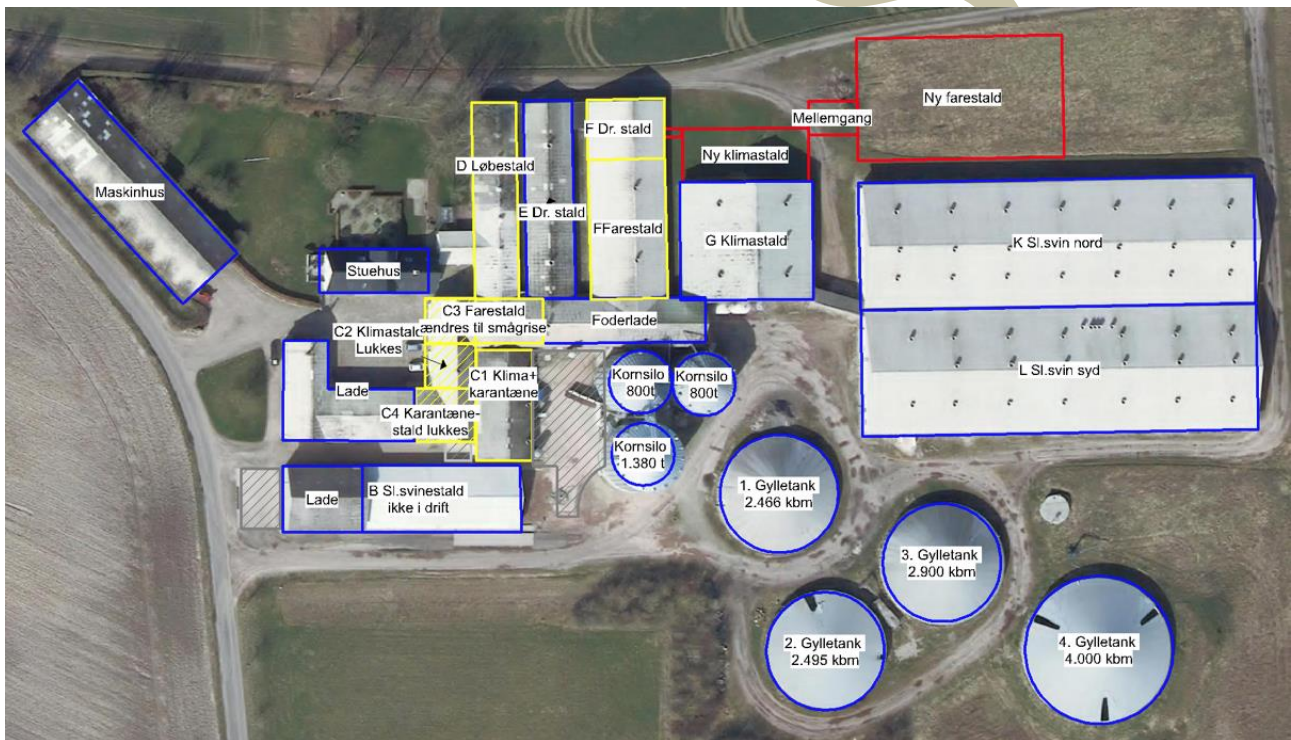 Ny farestald
Mellemgang
F Dr. stald
Ny klimastald
D Løbestald
Maskinhus
E Dr. stald
FFarestald
G Klimastald
K Sl.svin nord
Stuehus
C3 Farestald
ændres til smågrise
Foderlade
C2 Klimastald
Lukkes
C1 Klima+
karantæne
Kornsilo
800t
Kornsilo
800t
L Sl.svin syd
Lade
C4 Karantæne-
stald lukkes
Kornsilo
1.380 t
Lade
B Sl.svinestald
ikke i drift
1. Gylletank
2.466 kbm
3. Gylletank
2.900 kbm
2. Gylletank
2.495 kbm
4. Gylletank
4.000 kbm